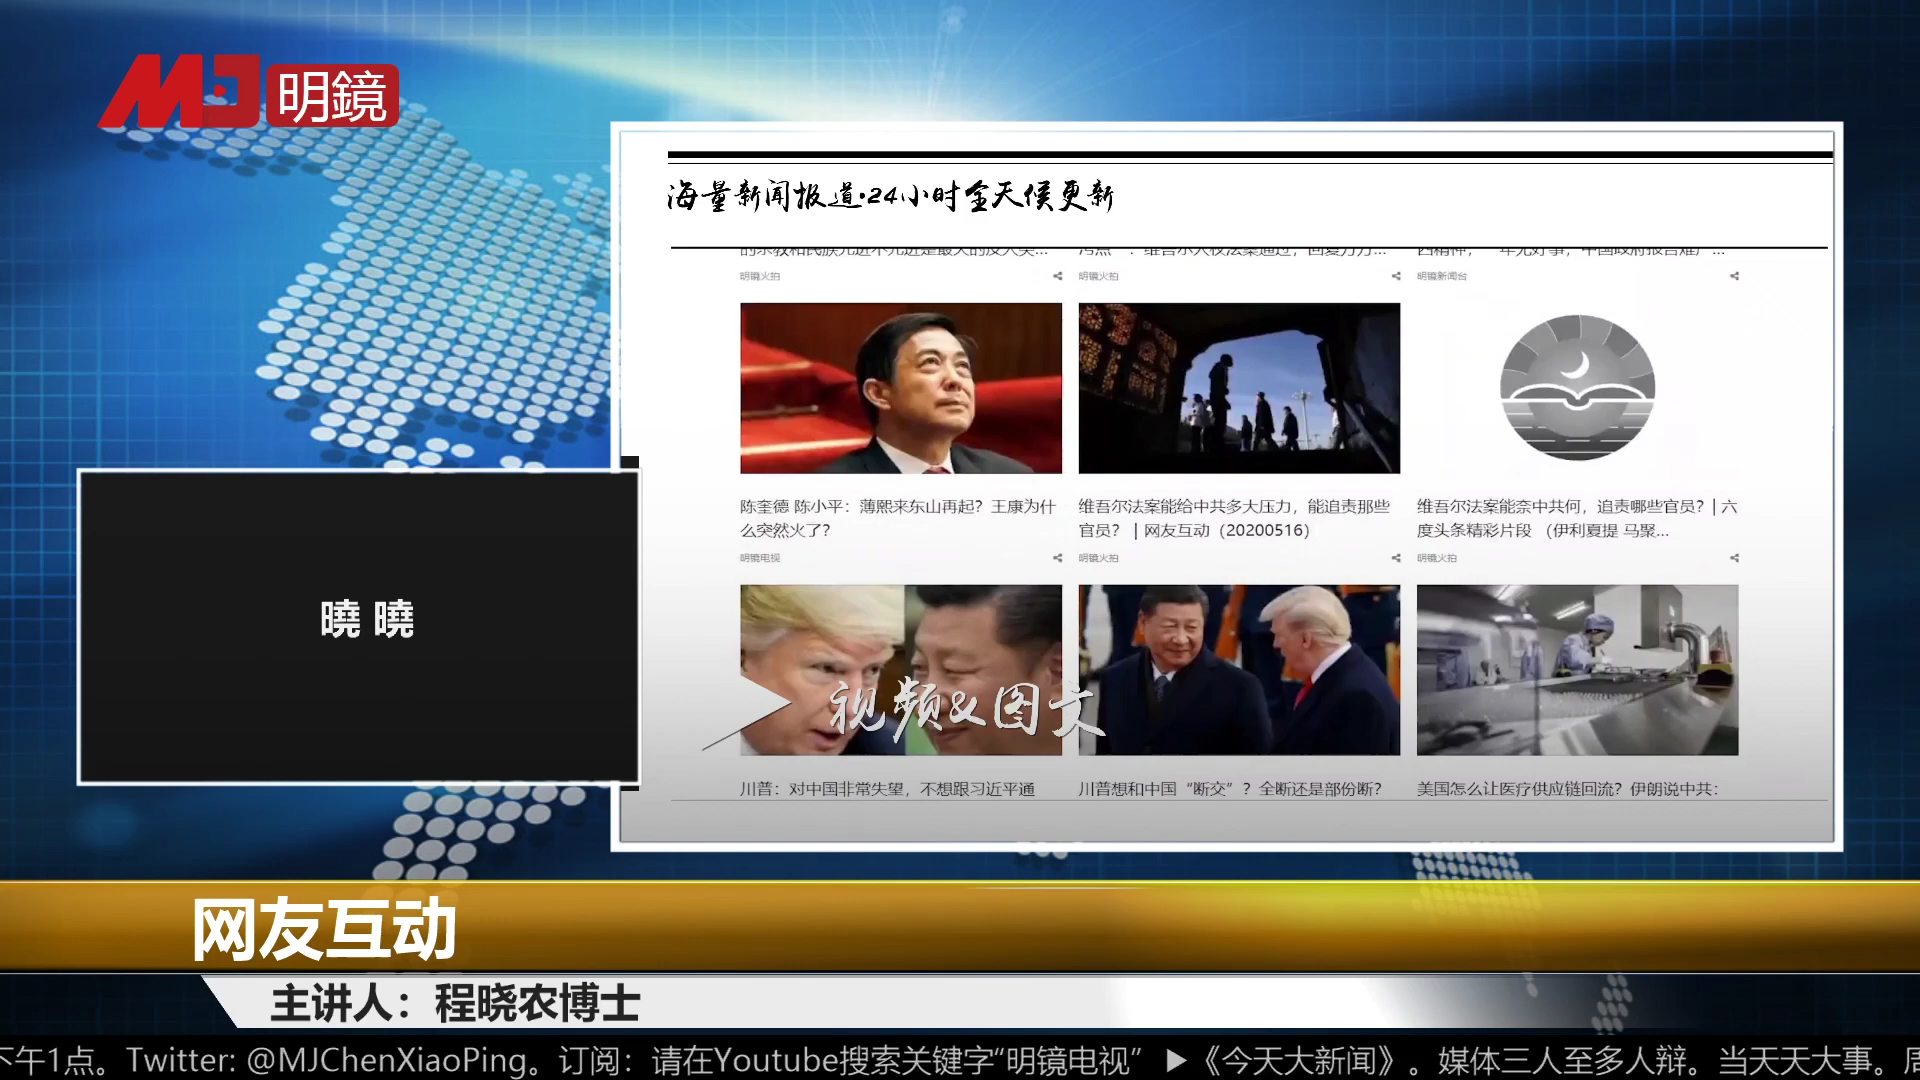 MJ 明鏡
海量新闻报道·24小时全天候更新
明镜火拍
明镜火拍
明镜新闻台
陈奎德 陈小平：薄熙来东山再起？王康为什
么突然火了？
明镜电视
维吾尔法案能给中共多大压力，能追责那些
官员？ | 网友互动（20200516）
明镜火拍
维吾尔法案能奈中共何，追责哪些官员？| 六
度头条精彩片段 （伊利夏提 马聚...
明镜火拍
曉 曉
视频&图文
川普：对中国非常失望，不想跟习近平通
川普想和中国“断交”？全断还是部份断？
美国怎么让医疗供应链回流？伊朗说中共：
网友互动
主讲人：程晓农博士
下午1点。Twitter: @MJChenXiaoPing。订阅：请在Youtube搜索关键字“明镜电视” ▶《今天大新闻》。媒体三人至多人辩。当天天大事。周